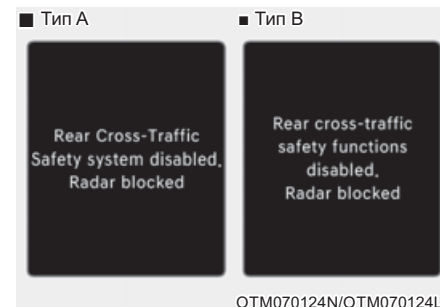 ■ Тип A
■ Тип B
Rear Cross-Traffic
Safety system disabled.
Radar blocked
Rear cross-traffic
safety functions
disabled.
Radar blocked
OTM070124N/OTM070124L